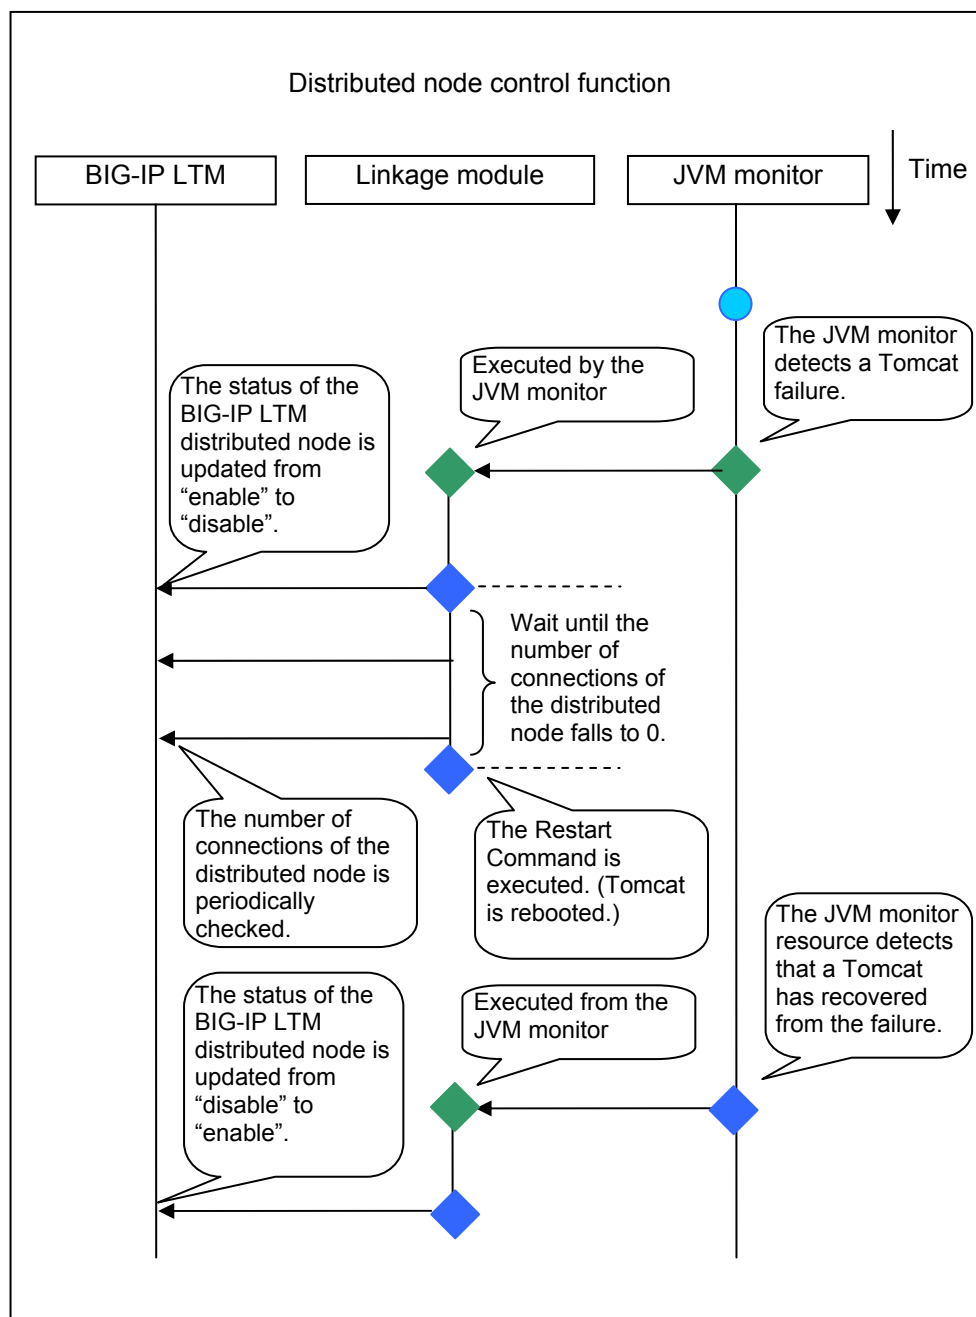 Distributed node control function
BIG-IP LTM
Linkage module
JVM monitor
Time
The JVM monitor
detects a Tomcat
failure.
Executed by the
JVM monitor
The status of the
BIG-IP LTM
distributed node is
updated from
“enable” to
“disable”.
Wait until the
number of
connections of
the distributed
node falls to 0.
The number of
connections of the
distributed node is
periodically
checked.
The Restart
Command is
executed. (Tomcat
is rebooted.)
The JVM monitor
resource detects
that a Tomcat
has recovered
from the failure.
Executed from the
JVM monitor
The status of the
BIG-IP LTM
distributed node is
updated from
“disable” to
“enable”.